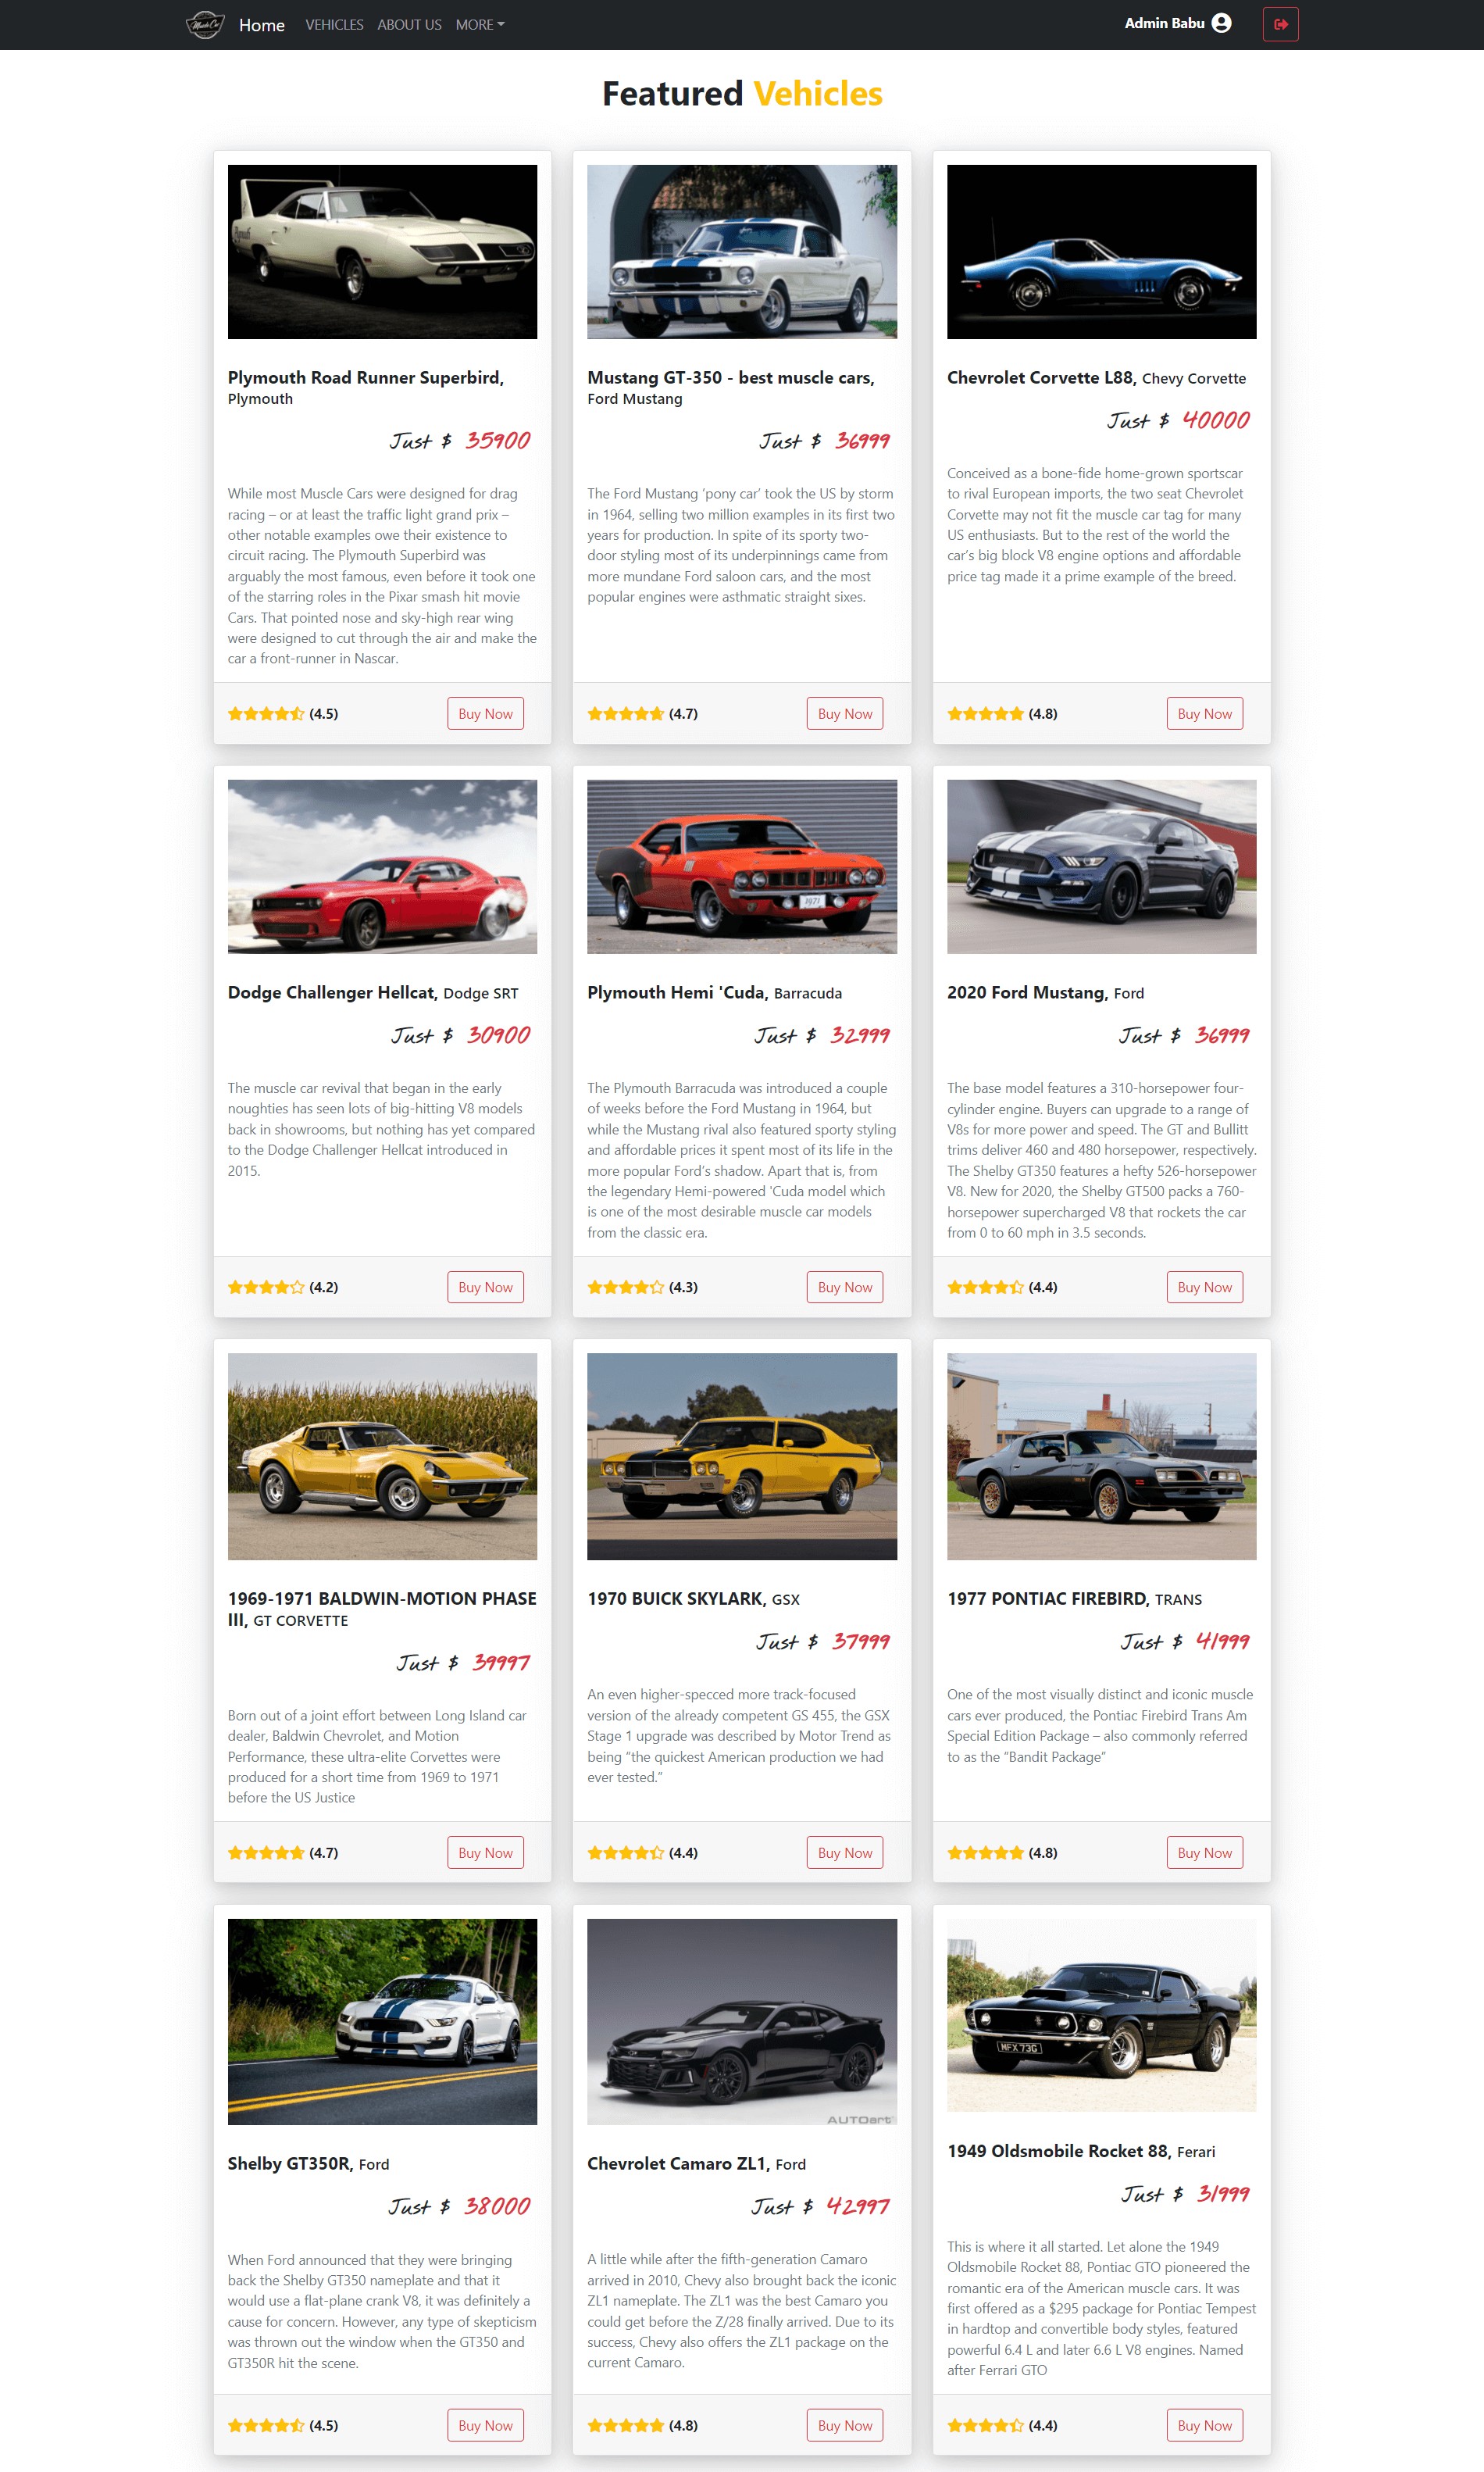 Muscle Car
Home
VEHICLES
ABOUT US
MORE
Admin Babu
Featured Vehicles
Plymouth
Plymouth Road Runner Superbird,
Plymouth
Just $ 35900
While most Muscle Cars were designed for drag
racing – or at least the traffic light grand prix –
other notable examples owe their existence to
circuit racing. The Plymouth Superbird was
arguably the most famous, even before it took one
of the starring roles in the Pixar smash hit movie
Cars. That pointed nose and sky-high rear wing
were designed to cut through the air and make the
car a front-runner in Nascar.
(4.5)
Buy Now
Mustang GT-350 - best muscle cars,
Ford Mustang
Just $ 36999
The Ford Mustang ‘pony car’ took the US by storm
in 1964, selling two million examples in its first two
years for production. In spite of its sporty two-
door styling most of its underpinnings came from
more mundane Ford saloon cars, and the most
popular engines were asthmatic straight sixes.
(4.7)
Buy Now
Chevrolet Corvette L88, Chevy Corvette
Just $ 40000
Conceived as a bone-fide home-grown sportscar
to rival European imports, the two seat Chevrolet
Corvette may not fit the muscle car tag for many
US enthusiasts. But to the rest of the world the
car’s big block V8 engine options and affordable
price tag made it a prime example of the breed.
(4.8)
Buy Now
Dodge Challenger Hellcat, Dodge SRT
Just $ 30900
The muscle car revival that began in the early
noughties has seen lots of big-hitting V8 models
back in showrooms, but nothing has yet compared
to the Dodge Challenger Hellcat introduced in
2015.
(4.2)
Buy Now
1971
Plymouth Hemi 'Cuda, Barracuda
Just $ 32999
The Plymouth Barracuda was introduced a couple
of weeks before the Ford Mustang in 1964, but
while the Mustang rival also featured sporty styling
and affordable prices it spent most of its life in the
more popular Ford’s shadow. Apart that is, from
the legendary Hemi-powered ’Cuda model which
is one of the most desirable muscle car models
from the classic era.
(4.3)
Buy Now
2020 Ford Mustang, Ford
Just $ 36999
The base model features a 310-horsepower four-
cylinder engine. Buyers can upgrade to a range of
V8s for more power and speed. The GT and Bullitt
trims deliver 460 and 480 horsepower, respectively.
The Shelby GT350 features a hefty 526-horsepower
V8. New for 2020, the Shelby GT500 packs a 760-
horsepower supercharged V8 that rockets the car
from 0 to 60 mph in 3.5 seconds.
(4.4)
Buy Now
1969-1971 BALDWIN-MOTION PHASE
III, GT CORVETTE
Just $ 39997
Born out of a joint effort between Long Island car
dealer, Baldwin Chevrolet, and Motion
Performance, these ultra-elite Corvettes were
produced for a short time from 1969 to 1971
before the US Justice
(4.7)
Buy Now
1970 BUICK SKYLARK, GSX
Just $ 37999
An even higher-specced more track-focused
version of the already competent GS 455, the GSX
Stage 1 upgrade was described by Motor Trend as
being “the quickest American production we had
ever tested.”
(4.4)
Buy Now
1977 PONTIAC FIREBIRD, TRANS
Just $ 41999
One of the most visually distinct and iconic muscle
cars ever produced, the Pontiac Firebird Trans Am
Special Edition Package – also commonly referred
to as the “Bandit Package”
(4.8)
Buy Now
Shelby GT350R, Ford
Just $ 38000
When Ford announced that they were bringing
back the Shelby GT350 nameplate and that it
would use a flat-plane crank V8, it was definitely a
cause for concern. However, any type of skepticism
was thrown out the window when the GT350 and
GT350R hit the scene.
(4.5)
Buy Now
AUTOart
Chevrolet Camaro ZL1, Ford
Just $ 42997
A little while after the fifth-generation Camaro
arrived in 2010, Chevy also brought back the iconic
ZL1 nameplate. The ZL1 was the best Camaro you
could get before the Z/28 finally arrived. Due to its
success, Chevy also offers the ZL1 package on the
current Camaro.
(4.8)
Buy Now
MFX 73G
1949 Oldsmobile Rocket 88, Ferari
Just $ 31999
This is where it all started. Let alone the 1949
Oldsmobile Rocket 88, Pontiac GTO pioneered the
romantic era of the American muscle cars. It was
first offered as a $295 package for Pontiac Tempest
in hardtop and convertible body styles, featured
powerful 6.4 L and later 6.6 L V8 engines. Named
after Ferrari GTO
(4.4)
Buy Now